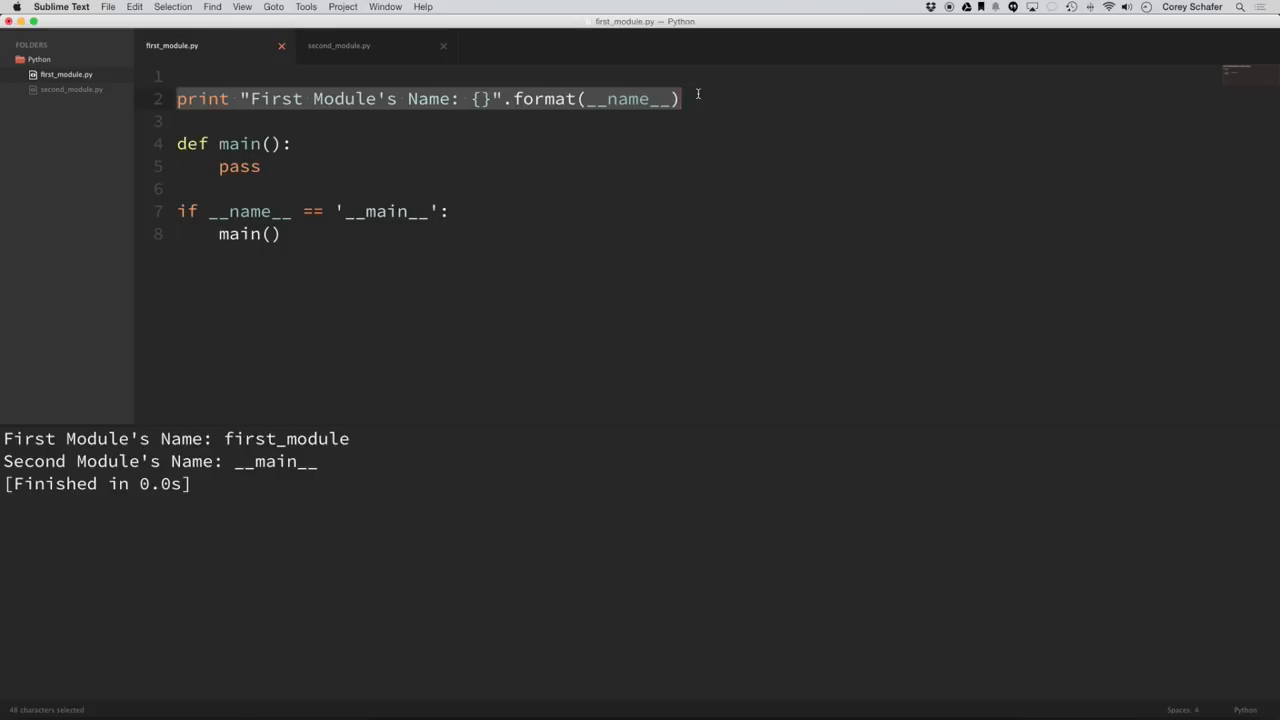 Sublime Text File Edit Selection Find View Goto Tools Project Window Help Corey Schafer
first_module.py — Python
FOLDERS
Python
first_module.py
second_module.py
first_module.py second_module.py
1
2 print "First Module's Name: {}".format(__name__)
3
4 def main():
5     pass
6
7 if __name__ == '__main__':
8     main()
First Module's Name: first_module
Second Module's Name: __main__
[Finished in 0.0s]
48 characters selected Spaces: 4 Python